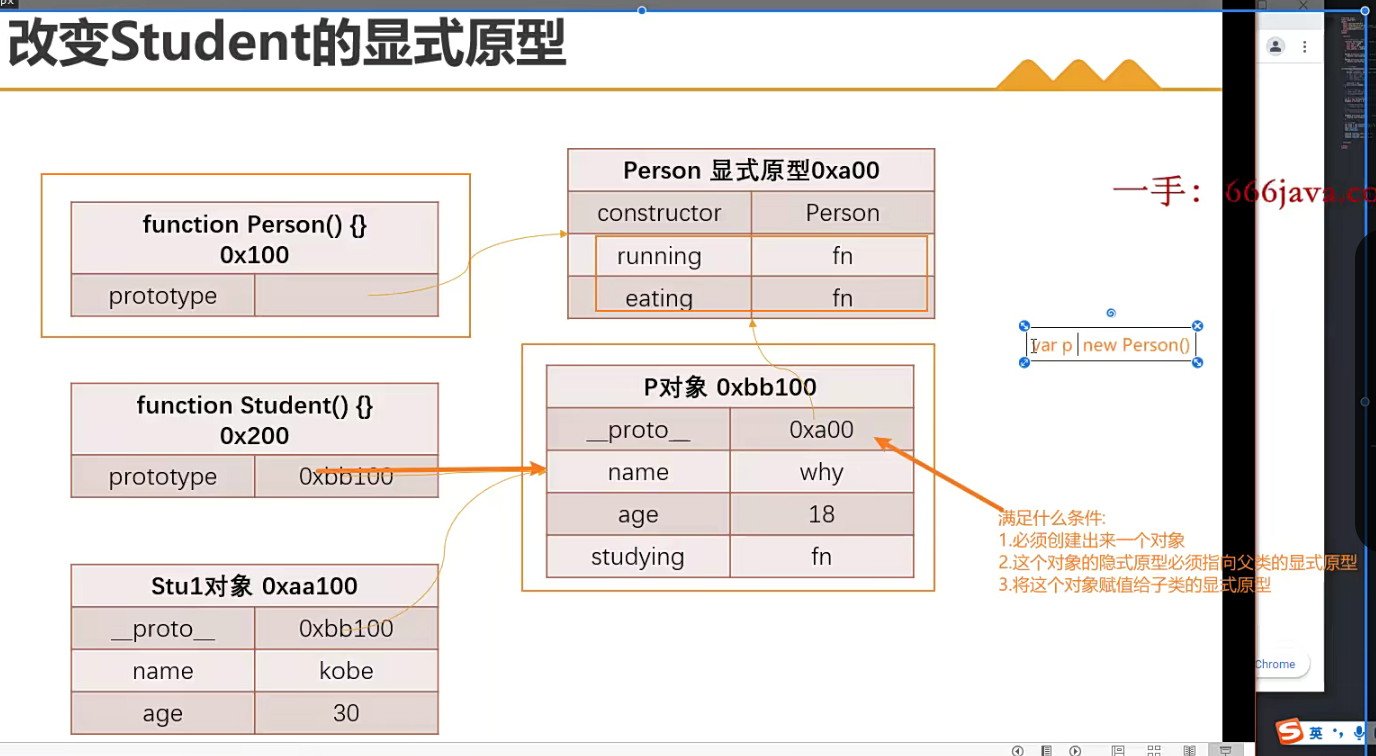 改变Student的显式原型
一手：666java.co
function Person() {}
0x100
prototype
Person 显式原型0xa00
constructor Person
running fn
eating fn
var p new Person()
function Student() {}
0x200
prototype 0xbb100
P对象 0xbb100
__proto__ 0xa00
name why
age 18
studying fn
满足什么条件:
1.必须创建出来一个对象
2.这个对象的隐式原型必须指向父类的显式原型
3.将这个对象赋值给子类的显式原型
Stu1对象 0xaa100
__proto__ 0xbb100
name kobe
age 30
Chrome
英